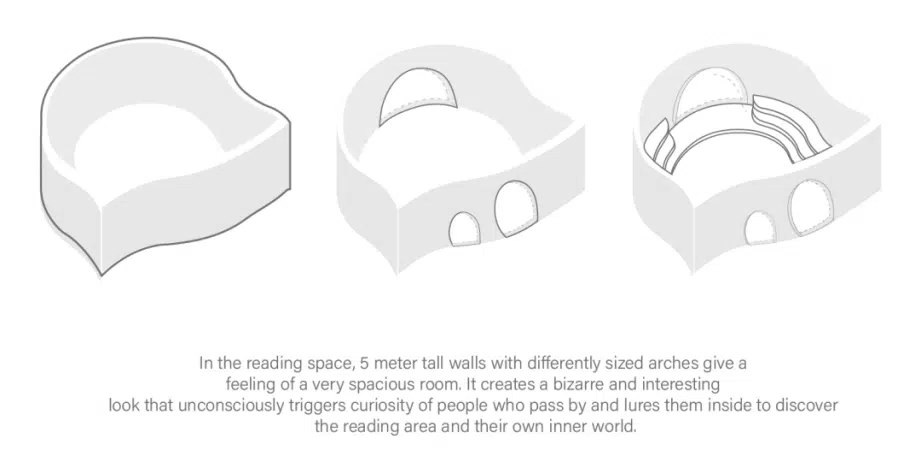 In the reading space, 5 meter tall walls with differently sized arches give a
feeling of a very spacious room. It creates a bizarre and interesting
look that unconsciously triggers curiosity of people who pass by and lures them inside to discover
the reading area and their own inner world.